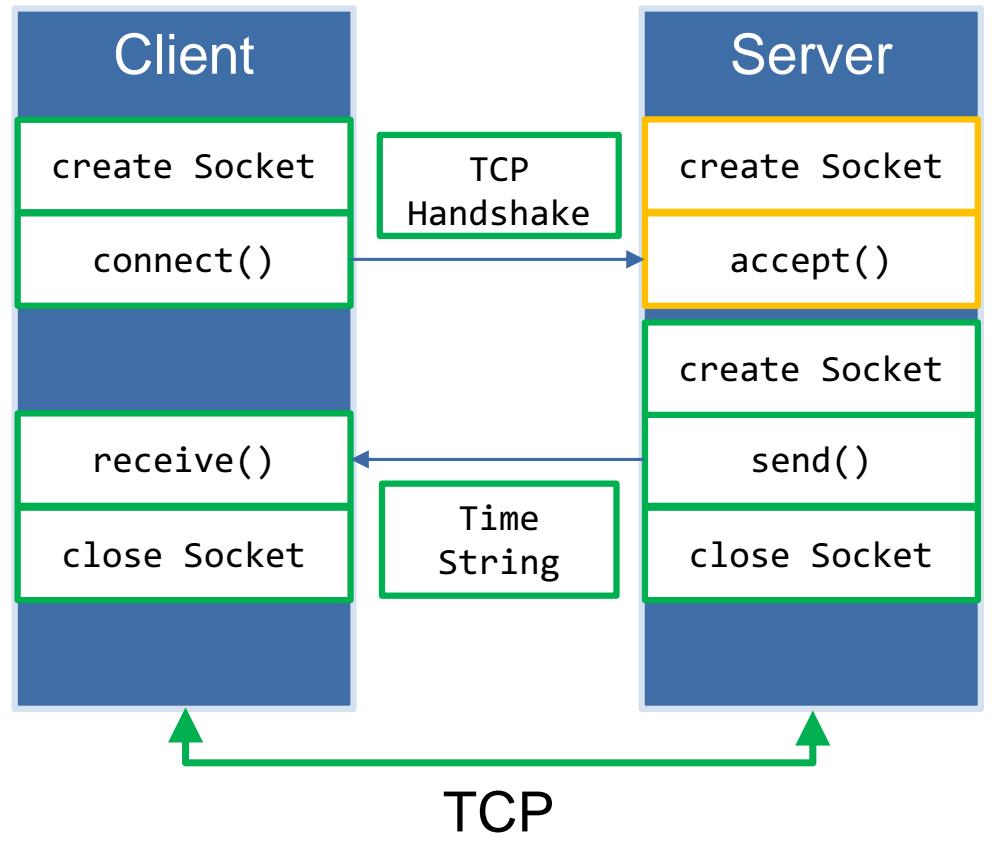 Client
Server
create Socket
TCP
Handshake
create Socket
connect()
accept()
create Socket
receive()
send()
Time
String
close Socket
close Socket
TCP